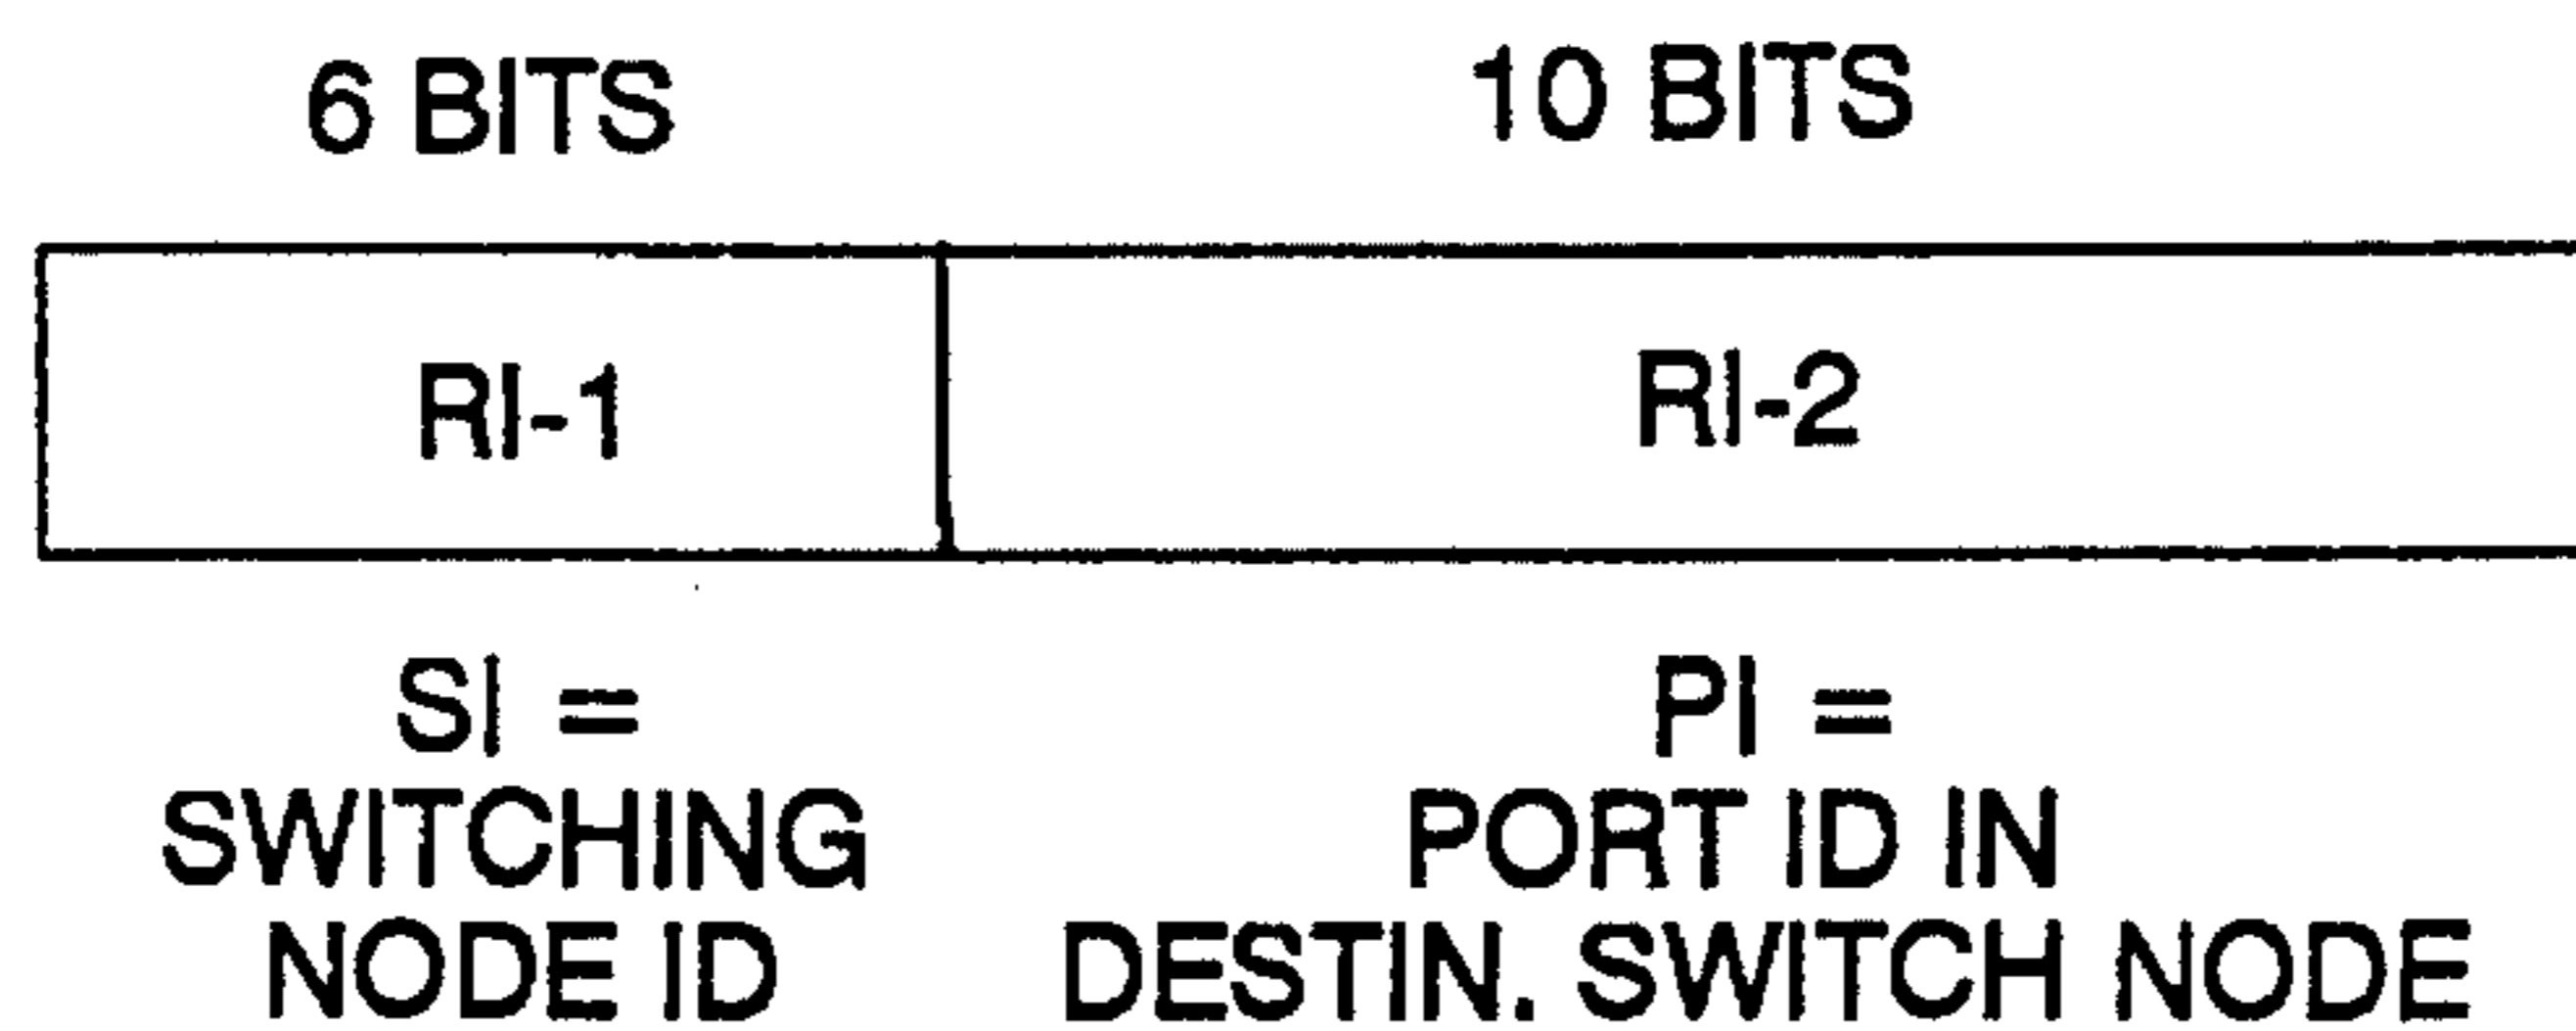 6 BITS 10 BITS
RI-1 RI-2
SI = PI =
SWITCHING PORT ID IN
NODE ID DESTIN. SWITCH NODE